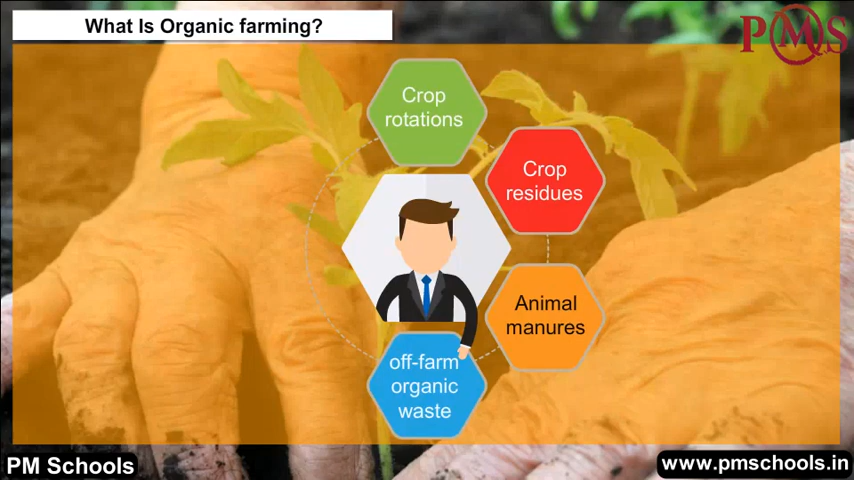 What Is Organic farming?
PMS
Crop
rotations
Crop
residues
Animal
manures
off-farm
organic
waste
PM Schools
www.pmschools.in